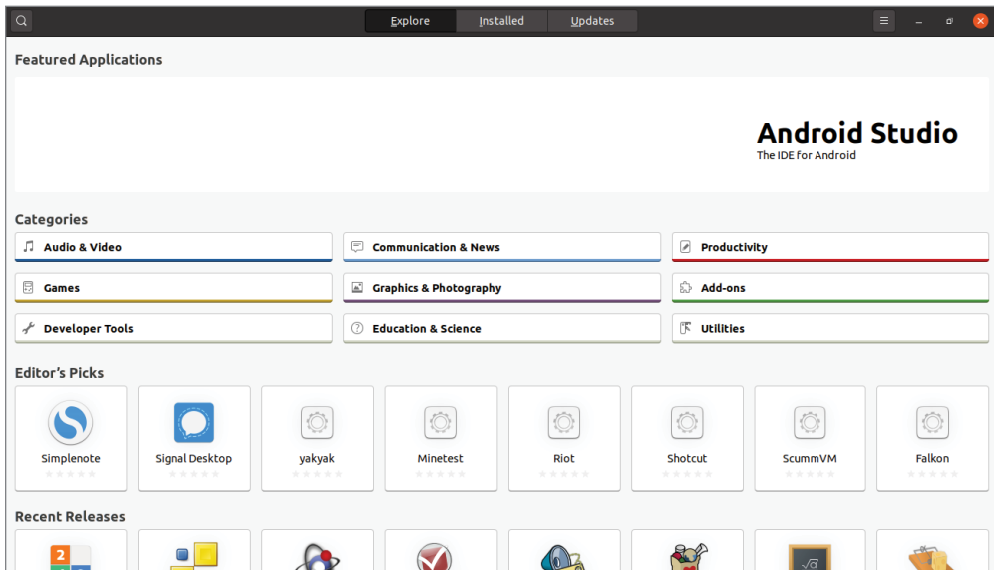 Explore Installed Updates
Featured Applications
Android Studio
The IDE for Android
Categories
Audio & Video Communication & News Productivity
Games Graphics & Photography Add-ons
Developer Tools Education & Science Utilities
Editor’s Picks
Simplenote Signal Desktop yakyak Minetest Riot Shotcut ScummVM Falkon
Recent Releases
2
√a